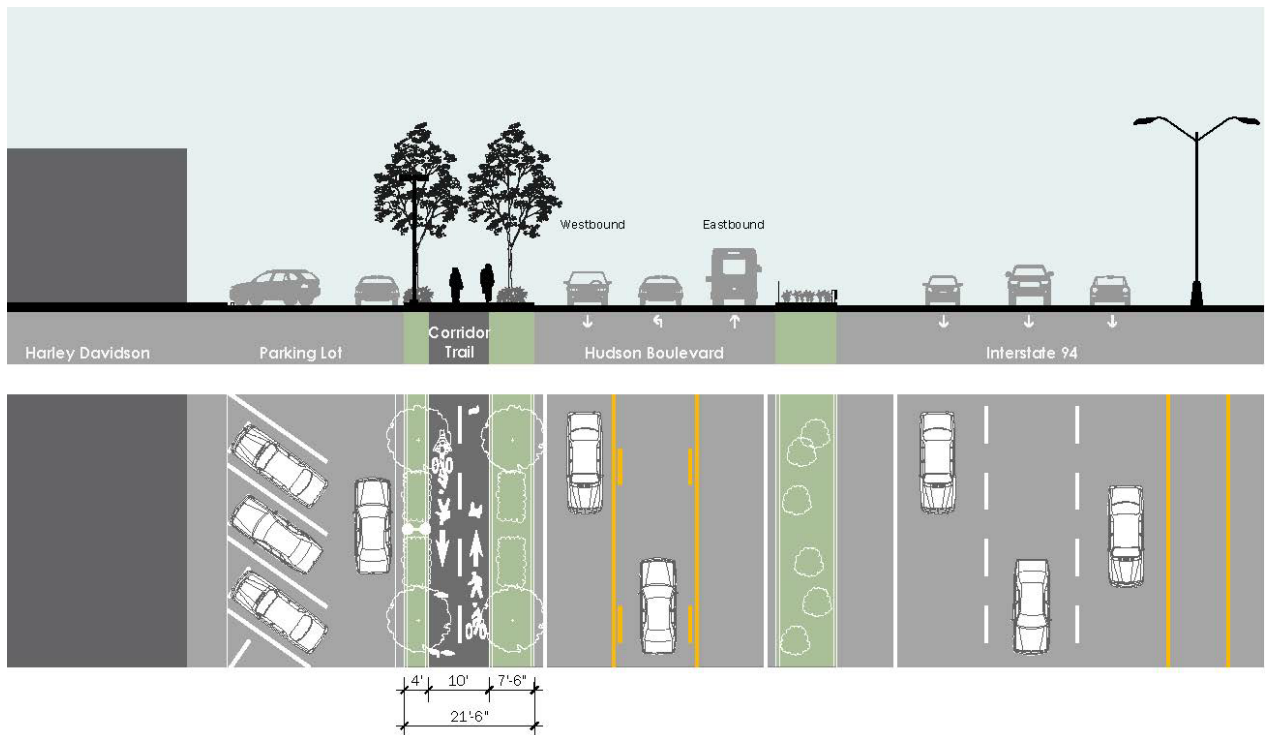 Westbound
Eastbound
Harley Davidson
Parking Lot
Corridor
Trail
Hudson Boulevard
Interstate 94
4'
10'
7'-6"
21'-6"